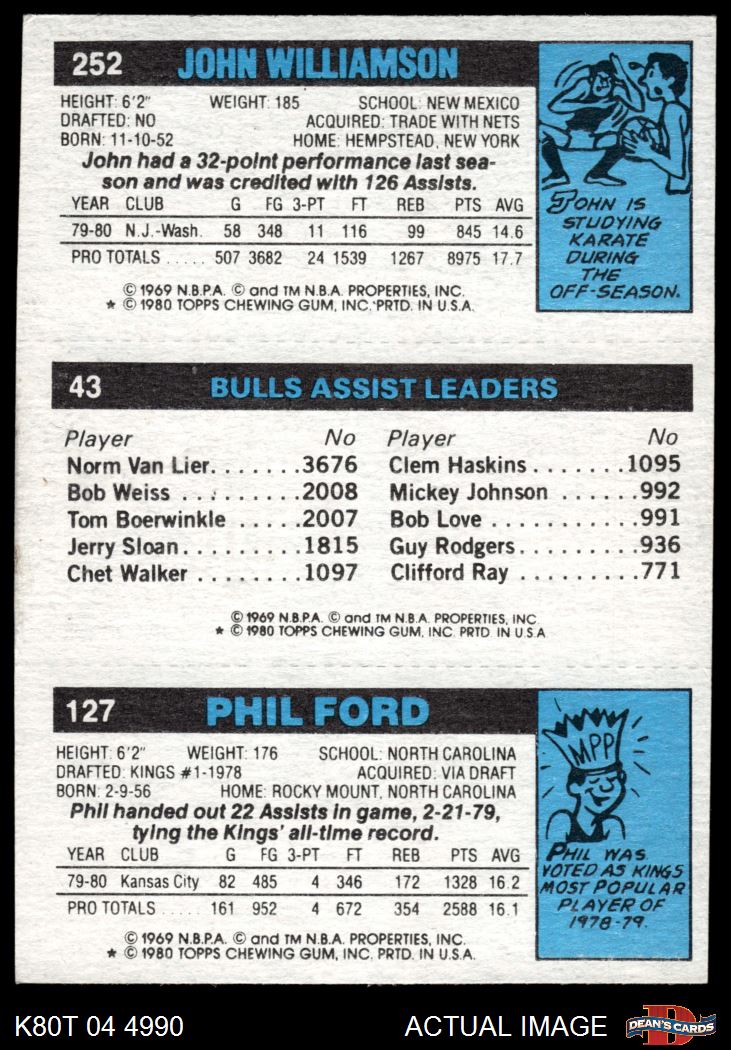 252 JOHN WILLIAMSON
HEIGHT: 6'2" WEIGHT: 185 SCHOOL: NEW MEXICO
DRAFTED: NO ACQUIRED: TRADE WITH NETS
BORN: 11-10-52 HOME: HEMPSTEAD, NEW YORK
John had a 32-point performance last sea-
son and was credited with 126 Assists.
YEAR CLUB G FG 3-PT FT REB PTS AVG
79-80 N.J.-Wash. 58 348 11 116 99 845 14.6
PRO TOTALS ..... 507 3682 24 1539 1267 8975 17.7
© 1969 N.B.P.A. © and TM N.B.A. PROPERTIES, INC.
★ © 1980 TOPPS CHEWING GUM, INC. PRTD. IN U.S.A.
JOHN IS
STUDYING
KARATE
DURING
THE
OFF-SEASON.
43 BULLS ASSIST LEADERS
Player No Player No
Norm Van Lier.......3676 Clem Haskins.......1095
Bob Weiss .........2008 Mickey Johnson ......992
Tom Boerwinkle .....2007 Bob Love ...........991
Jerry Sloan.........1815 Guy Rodgers.........936
Chet Walker ........1097 Clifford Ray .........771
© 1969 N.B.P.A. © and TM N.B.A. PROPERTIES, INC.
★ © 1980 TOPPS CHEWING GUM, INC. PRTD. IN U.S.A.
127 PHIL FORD
HEIGHT: 6'2" WEIGHT: 176 SCHOOL: NORTH CAROLINA
DRAFTED: KINGS #1-1978 ACQUIRED: VIA DRAFT
BORN: 2-9-56 HOME: ROCKY MOUNT, NORTH CAROLINA
Phil handed out 22 Assists in game, 2-21-79,
tying the Kings' all-time record.
YEAR CLUB G FG 3-PT FT REB PTS AVG
79-80 Kansas City 82 485 4 346 172 1328 16.2
PRO TOTALS ..... 161 952 4 672 354 2588 16.1
© 1969 N.B.P.A. © and TM N.B.A. PROPERTIES, INC.
★ © 1980 TOPPS CHEWING GUM, INC. PRTD. IN U.S.A.
MPP
PHIL WAS
VOTED AS KINGS
MOST POPULAR
PLAYER OF
1978-79.
K80T 04 4990 ACTUAL IMAGE DEAN'S CARDS